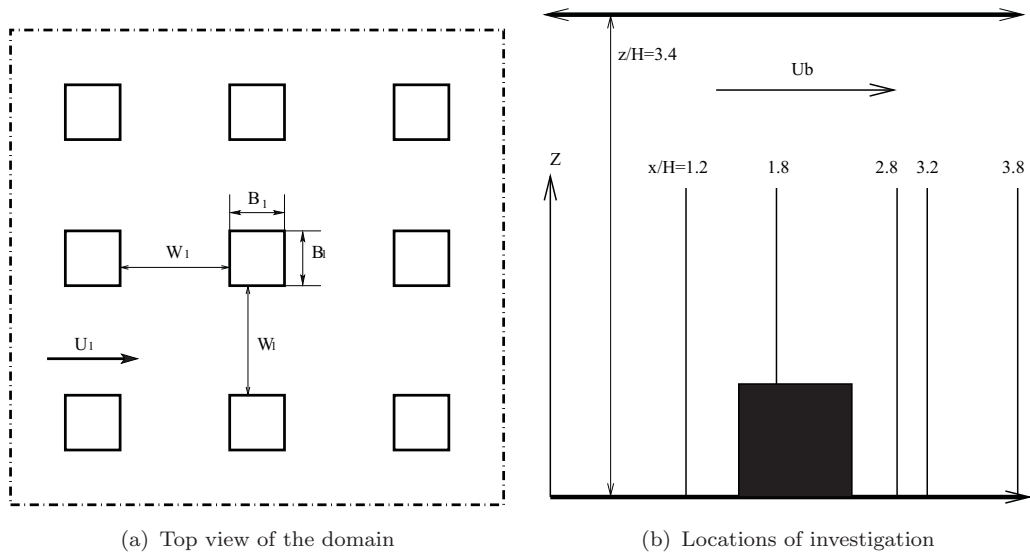 B1
W1
B1
W1
U1
(a) Top view of the domain
z/H=3.4
Ub
Z
x/H=1.2
1.8
2.8
3.2
3.8
(b) Locations of investigation